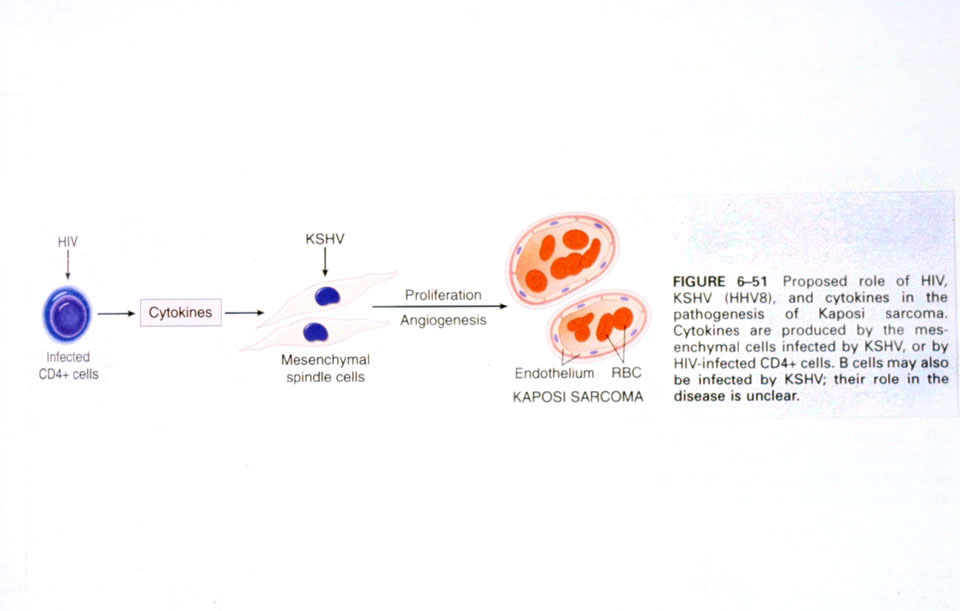 HIV
Infected
CD4+ cells
Cytokines
KSHV
Mesenchymal
spindle cells
Proliferation
Angiogenesis
Endothelium RBC
KAPOSI SARCOMA
FIGURE 6–51 Proposed role of HIV,
KSHV (HHV8), and cytokines in the
pathogenesis of Kaposi sarcoma.
Cytokines are produced by the mes-
enchymal cells infected by KSHV, or by
HIV-infected CD4+ cells. B cells may also
be infected by KSHV; their role in the
disease is unclear.